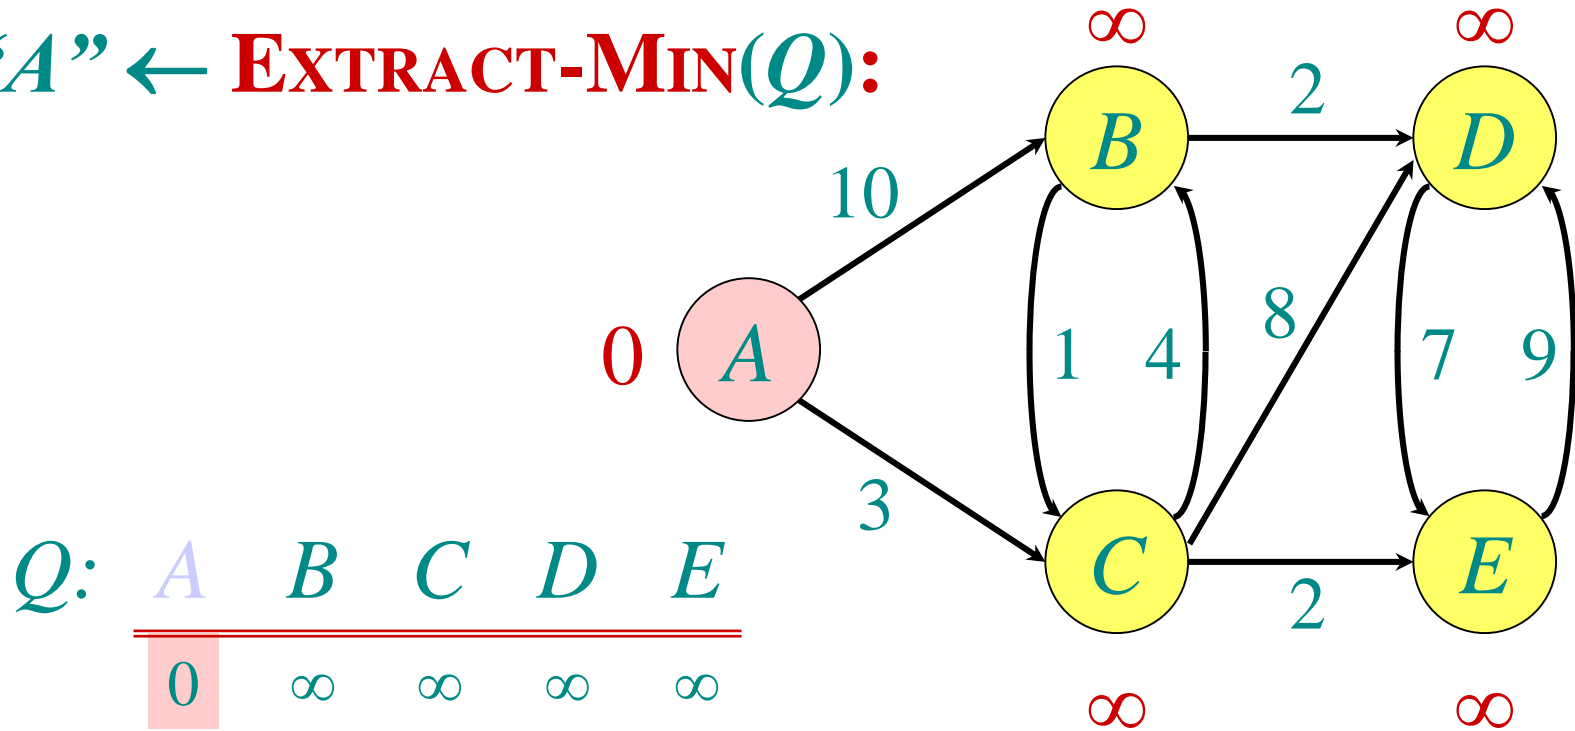 “A” ← EXTRACT-MIN(Q):
∞ ∞
B 2 D
10
0 A 1 4 8 7 9
3
Q: A B C D E
C 2 E
0 ∞ ∞ ∞ ∞
∞ ∞